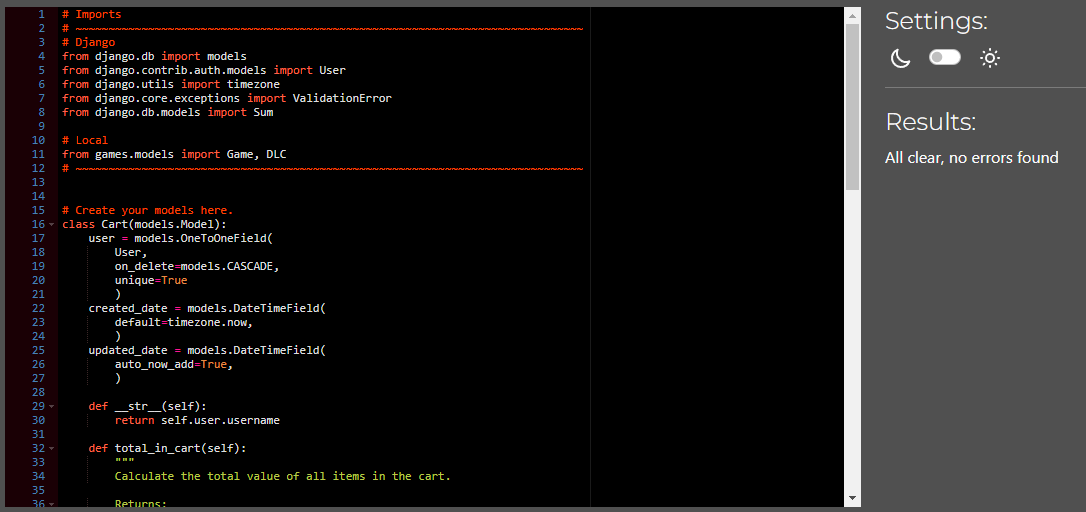 1 # Imports
2 # ~~~~~~~~~~~~~~~~~~~~~~~~~~~~~~~~~~~~~~~~~~~~~~~~~~~~~~~~~~~~~~~~~~~~~~~~~~~~~
3 # Django
4 from django.db import models
5 from django.contrib.auth.models import User
6 from django.utils import timezone
7 from django.core.exceptions import ValidationError
8 from django.db.models import Sum
9
10 # Local
11 from games.models import Game, DLC
12 # ~~~~~~~~~~~~~~~~~~~~~~~~~~~~~~~~~~~~~~~~~~~~~~~~~~~~~~~~~~~~~~~~~~~~~~~~~~~~~
13
14
15 # Create your models here.
16 class Cart(models.Model):
17     user = models.OneToOneField(
18         User,
19         on_delete=models.CASCADE,
20         unique=True
21         )
22     created_date = models.DateTimeField(
23         default=timezone.now,
24         )
25     updated_date = models.DateTimeField(
26         auto_now_add=True,
27         )
28
29     def __str__(self):
30         return self.user.username
31
32     def total_in_cart(self):
33         """
34         Calculate the total value of all items in the cart.
35
36         Returns:
Settings:
Results:
All clear, no errors found